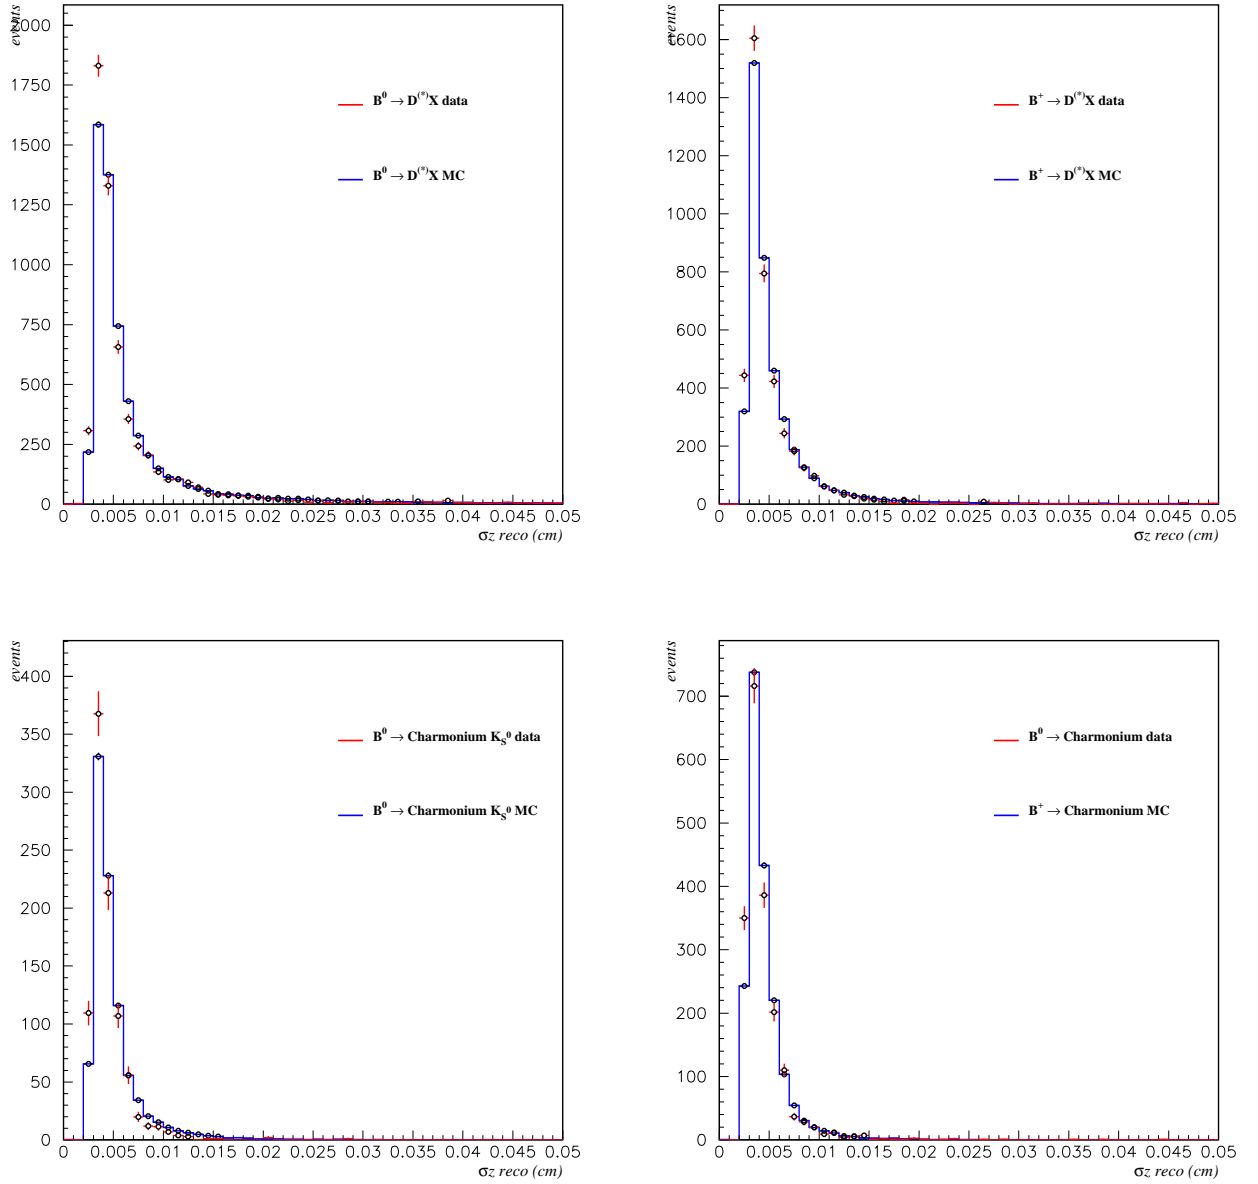 events
2000
1750
1500
1250
1000
750
500
250
0
0 0.005 0.01 0.015 0.02 0.025 0.03 0.035 0.04 0.045 0.05
σz reco (cm)
B⁰ → D⁽*⁾X data
B⁰ → D⁽*⁾X MC
events
1600
1400
1200
1000
800
600
400
200
0
0 0.005 0.01 0.015 0.02 0.025 0.03 0.035 0.04 0.045 0.05
σz reco (cm)
B⁺ → D⁽*⁾X data
B⁺ → D⁽*⁾X MC
events
400
350
300
250
200
150
100
50
0
0 0.005 0.01 0.015 0.02 0.025 0.03 0.035 0.04 0.045 0.05
σz reco (cm)
B⁰ → Charmonium K_S⁰ data
B⁰ → Charmonium K_S⁰ MC
events
700
600
500
400
300
200
100
0
0 0.005 0.01 0.015 0.02 0.025 0.03 0.035 0.04 0.045 0.05
σz reco (cm)
B⁰ → Charmonium data
B⁺ → Charmonium MC